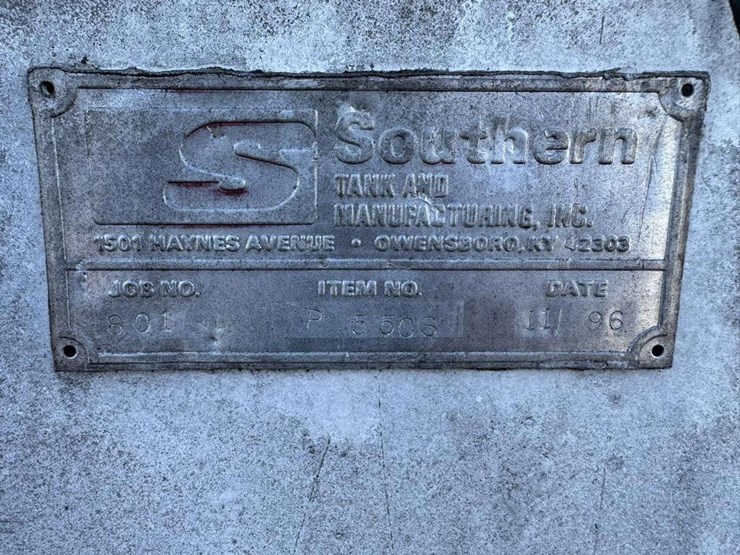 S Southern
TANK AND
MANUFACTURING, INC.
1501 HAYNES AVENUE • OWENSBORO, KY 42303
JOB NO. ITEM NO. DATE
801 P 5506 11/96